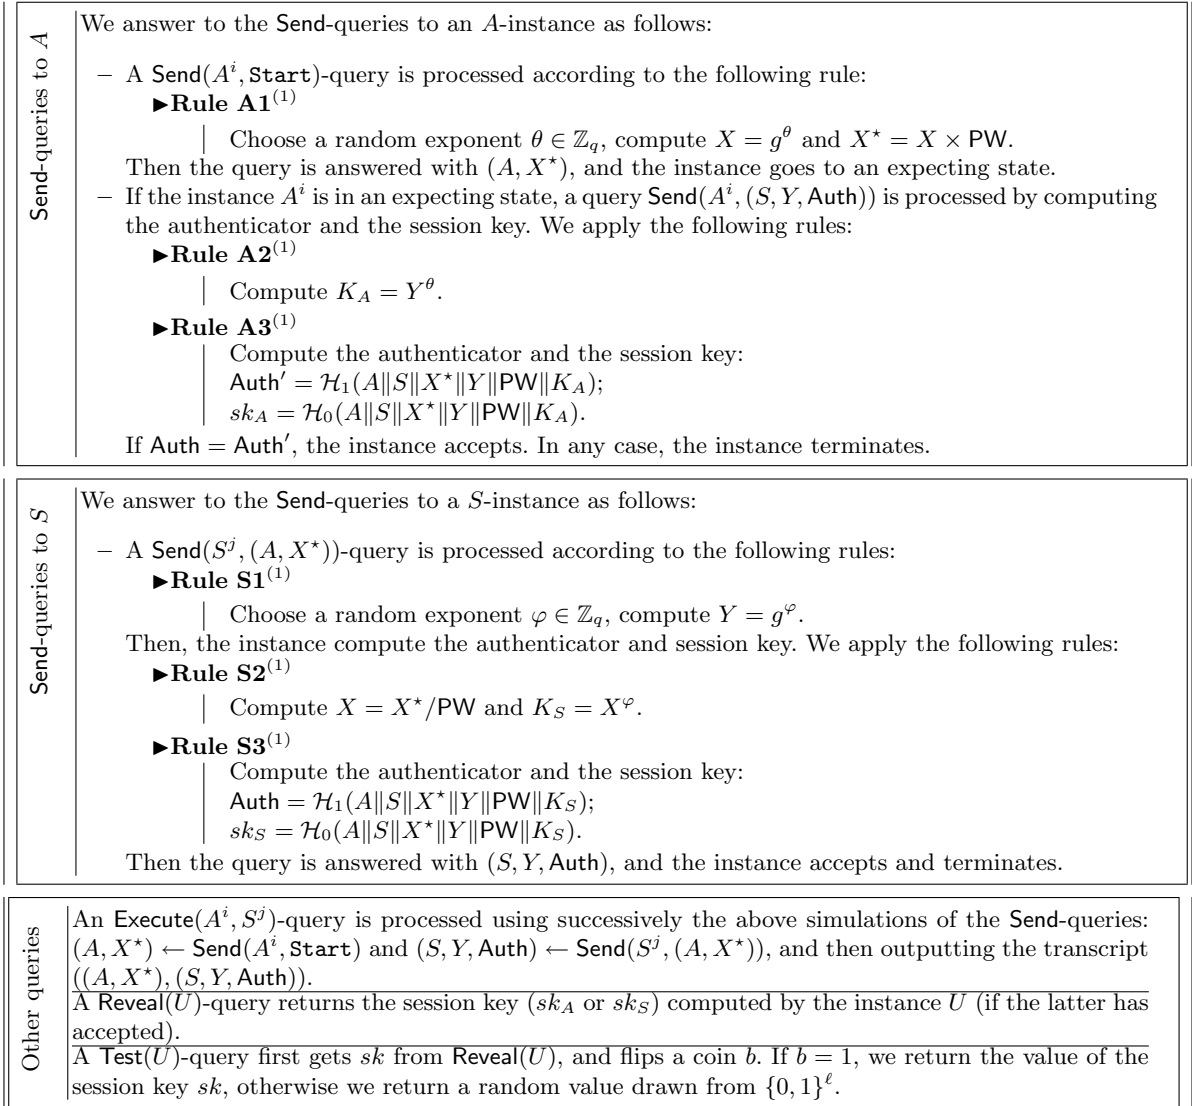 Send-queries to A
We answer to the Send-queries to an A-instance as follows:
– A Send(A^i, Start)-query is processed according to the following rule:
►Rule A1^(1)
Choose a random exponent θ ∈ ℤ_q, compute X = g^θ and X^⋆ = X × PW.
Then the query is answered with (A, X^⋆), and the instance goes to an expecting state.
– If the instance A^i is in an expecting state, a query Send(A^i, (S, Y, Auth)) is processed by computing
the authenticator and the session key. We apply the following rules:
►Rule A2^(1)
Compute K_A = Y^θ.
►Rule A3^(1)
Compute the authenticator and the session key:
Auth′ = ℋ_1(A‖S‖X^⋆‖Y‖PW‖K_A);
sk_A = ℋ_0(A‖S‖X^⋆‖Y‖PW‖K_A).
If Auth = Auth′, the instance accepts. In any case, the instance terminates.
Send-queries to S
We answer to the Send-queries to a S-instance as follows:
– A Send(S^j, (A, X^⋆))-query is processed according to the following rules:
►Rule S1^(1)
Choose a random exponent φ ∈ ℤ_q, compute Y = g^φ.
Then, the instance compute the authenticator and session key. We apply the following rules:
►Rule S2^(1)
Compute X = X^⋆/PW and K_S = X^φ.
►Rule S3^(1)
Compute the authenticator and the session key:
Auth = ℋ_1(A‖S‖X^⋆‖Y‖PW‖K_S);
sk_S = ℋ_0(A‖S‖X^⋆‖Y‖PW‖K_S).
Then the query is answered with (S, Y, Auth), and the instance accepts and terminates.
Other queries
An Execute(A^i, S^j)-query is processed using successively the above simulations of the Send-queries:
(A, X^⋆) ← Send(A^i, Start) and (S, Y, Auth) ← Send(S^j, (A, X^⋆)), and then outputting the transcript
((A, X^⋆), (S, Y, Auth)).
A Reveal(U)-query returns the session key (sk_A or sk_S) computed by the instance U (if the latter has
accepted).
A Test(U)-query first gets sk from Reveal(U), and flips a coin b. If b = 1, we return the value of the
session key sk, otherwise we return a random value drawn from {0, 1}^ℓ.